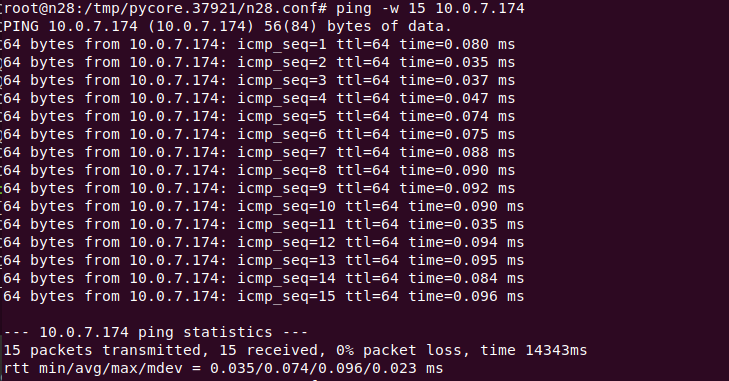 root@n28:/tmp/pycore.37921/n28.conf# ping -w 15 10.0.7.174
PING 10.0.7.174 (10.0.7.174) 56(84) bytes of data.
64 bytes from 10.0.7.174: icmp_seq=1 ttl=64 time=0.080 ms
64 bytes from 10.0.7.174: icmp_seq=2 ttl=64 time=0.035 ms
64 bytes from 10.0.7.174: icmp_seq=3 ttl=64 time=0.037 ms
64 bytes from 10.0.7.174: icmp_seq=4 ttl=64 time=0.047 ms
64 bytes from 10.0.7.174: icmp_seq=5 ttl=64 time=0.074 ms
64 bytes from 10.0.7.174: icmp_seq=6 ttl=64 time=0.075 ms
64 bytes from 10.0.7.174: icmp_seq=7 ttl=64 time=0.088 ms
64 bytes from 10.0.7.174: icmp_seq=8 ttl=64 time=0.090 ms
64 bytes from 10.0.7.174: icmp_seq=9 ttl=64 time=0.092 ms
64 bytes from 10.0.7.174: icmp_seq=10 ttl=64 time=0.090 ms
64 bytes from 10.0.7.174: icmp_seq=11 ttl=64 time=0.035 ms
64 bytes from 10.0.7.174: icmp_seq=12 ttl=64 time=0.094 ms
64 bytes from 10.0.7.174: icmp_seq=13 ttl=64 time=0.095 ms
64 bytes from 10.0.7.174: icmp_seq=14 ttl=64 time=0.084 ms
64 bytes from 10.0.7.174: icmp_seq=15 ttl=64 time=0.096 ms
--- 10.0.7.174 ping statistics ---
15 packets transmitted, 15 received, 0% packet loss, time 14343ms
rtt min/avg/max/mdev = 0.035/0.074/0.096/0.023 ms